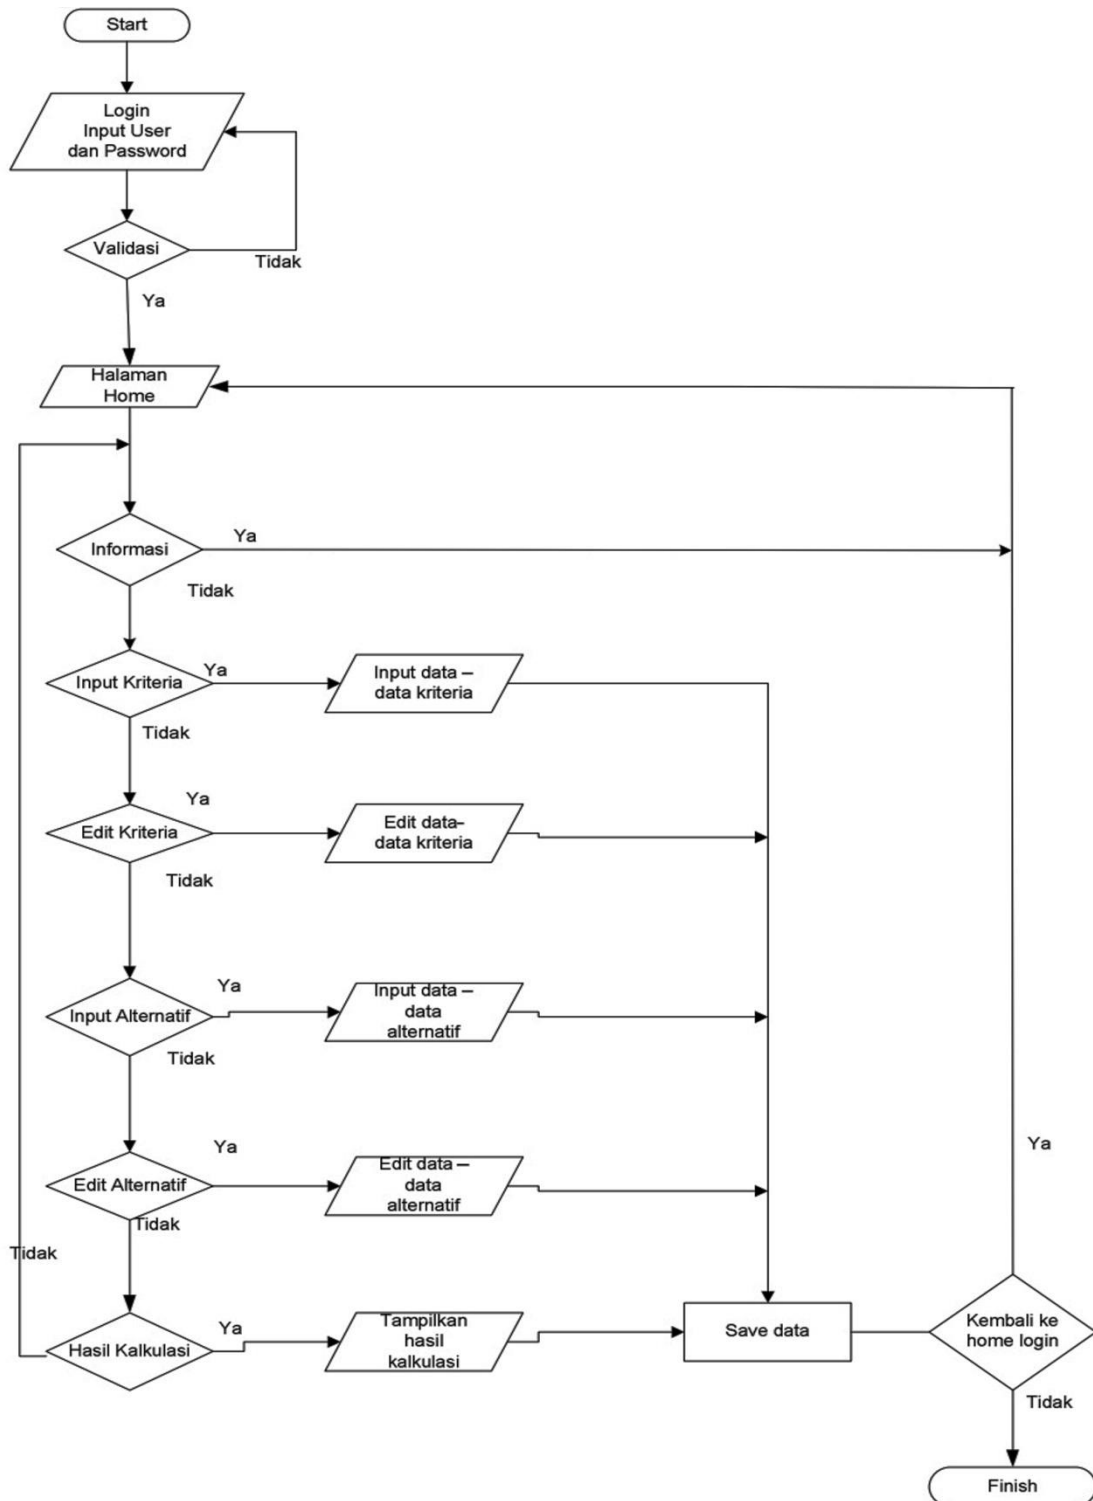 Start
Login
Input User
dan Password
Validasi
Tidak
Ya
Halaman
Home
Informasi
Ya
Tidak
Input Kriteria
Ya
Input data –
data kriteria
Tidak
Edit Kriteria
Ya
Edit data–
data kriteria
Tidak
Input Alternatif
Ya
Input data –
data
alternatif
Tidak
Edit Alternatif
Ya
Edit data –
data
alternatif
Ya
Tidak
Tidak
Hasil Kalkulasi
Ya
Tampilkan
hasil
kalkulasi
Save data
Kembali ke
home login
Tidak
Finish